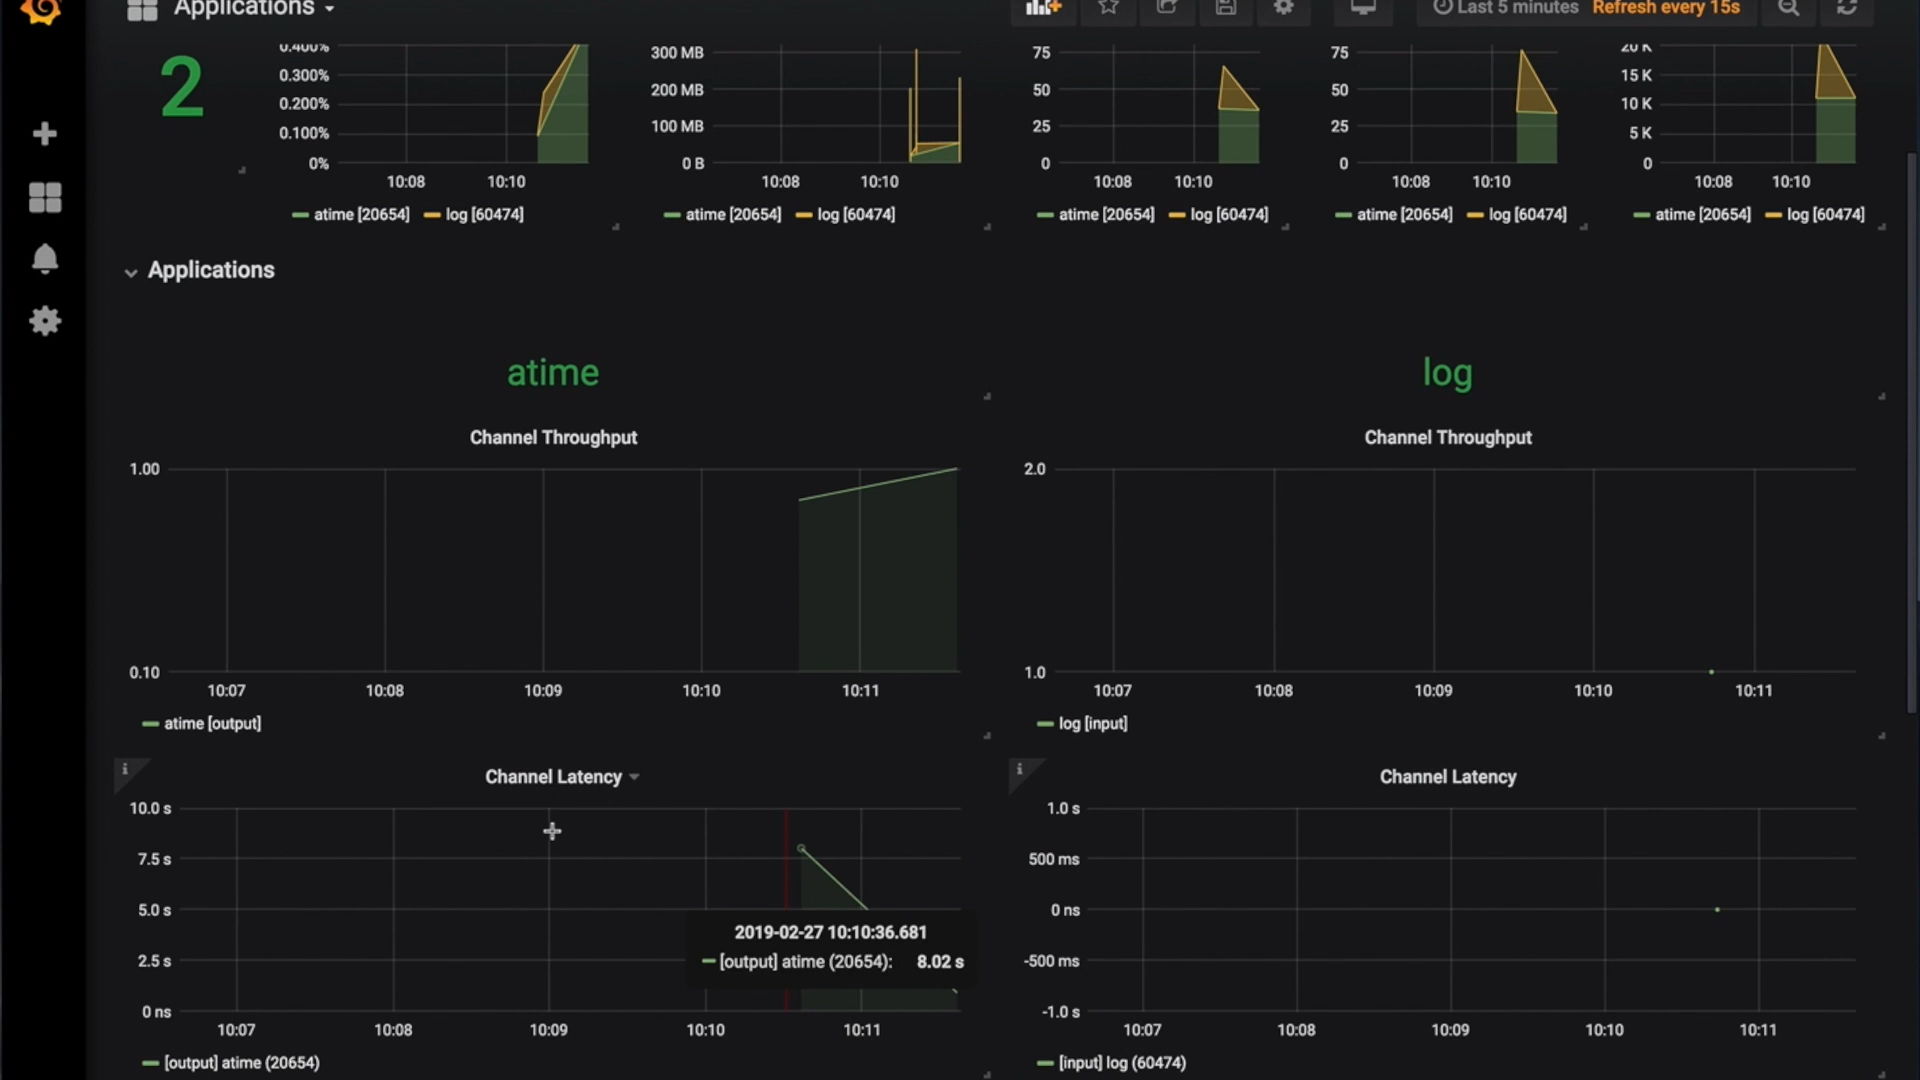 Applications
Last 5 minutes Refresh every 15s
2
0.400%
0.300%
0.200%
0.100%
0%
10:08 10:10
atime [20654] log [60474]
300 MB
200 MB
100 MB
0 B
10:08 10:10
atime [20654] log [60474]
75
50
25
0
10:08 10:10
atime [20654] log [60474]
75
50
25
0
10:08 10:10
atime [20654] log [60474]
20 K
15 K
10 K
5 K
0
10:08 10:10
atime [20654] log [60474]
Applications
atime
log
Channel Throughput
1.00
0.10
10:07 10:08 10:09 10:10 10:11
atime [output]
Channel Throughput
2.0
1.0
10:07 10:08 10:09 10:10 10:11
log [input]
i
Channel Latency
10.0 s
7.5 s
5.0 s
2.5 s
0 ns
2019-02-27 10:10:36.681
[output] atime (20654): 8.02 s
10:07 10:08 10:09 10:10 10:11
[output] atime (20654)
i
Channel Latency
1.0 s
500 ms
0 ns
-500 ms
-1.0 s
10:07 10:08 10:09 10:10 10:11
[input] log (60474)